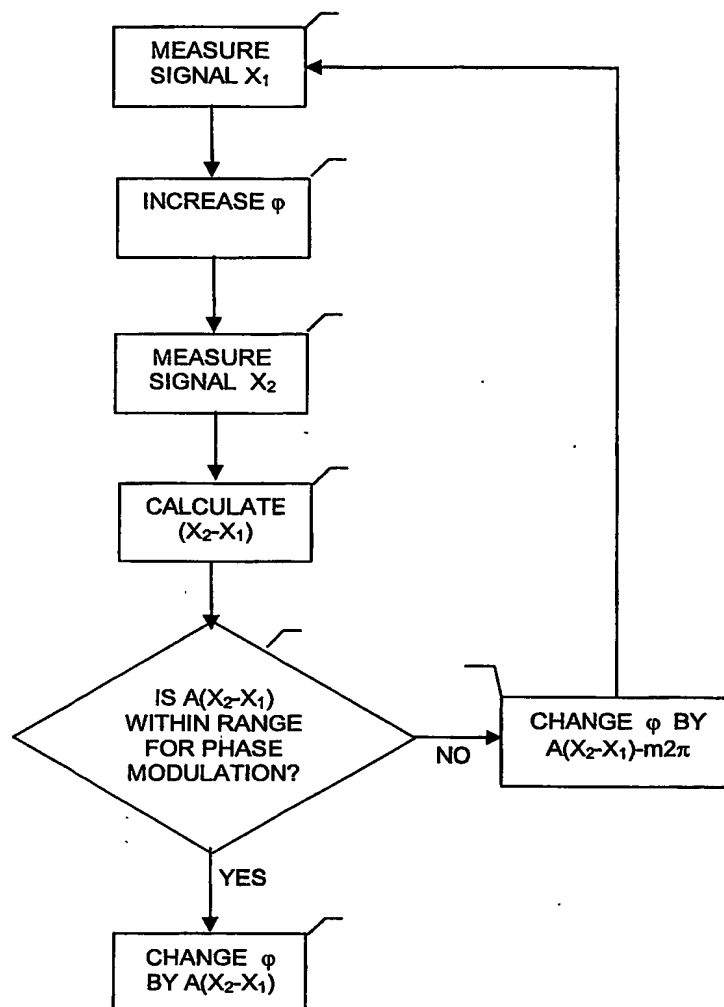 MEASURE
SIGNAL X₁
INCREASE φ
MEASURE
SIGNAL X₂
CALCULATE
(X₂-X₁)
IS A(X₂-X₁)
WITHIN RANGE
FOR PHASE
MODULATION?
NO
CHANGE φ BY
A(X₂-X₁)-m2π
YES
CHANGE φ
BY A(X₂-X₁)